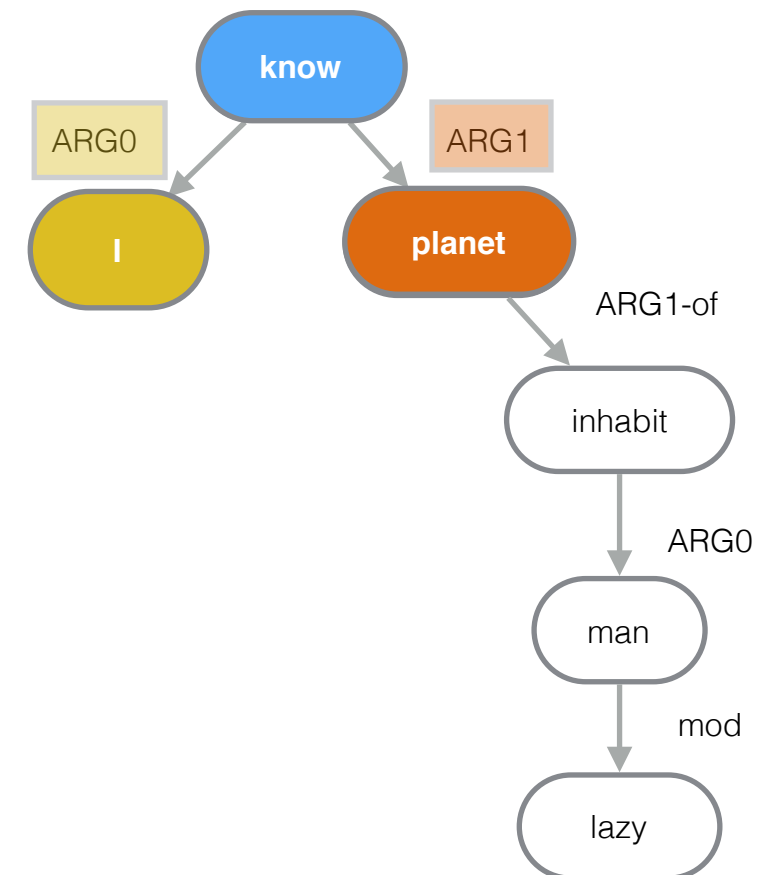 know
ARG0
ARG1
I
planet
ARG1-of
inhabit
ARG0
man
mod
lazy